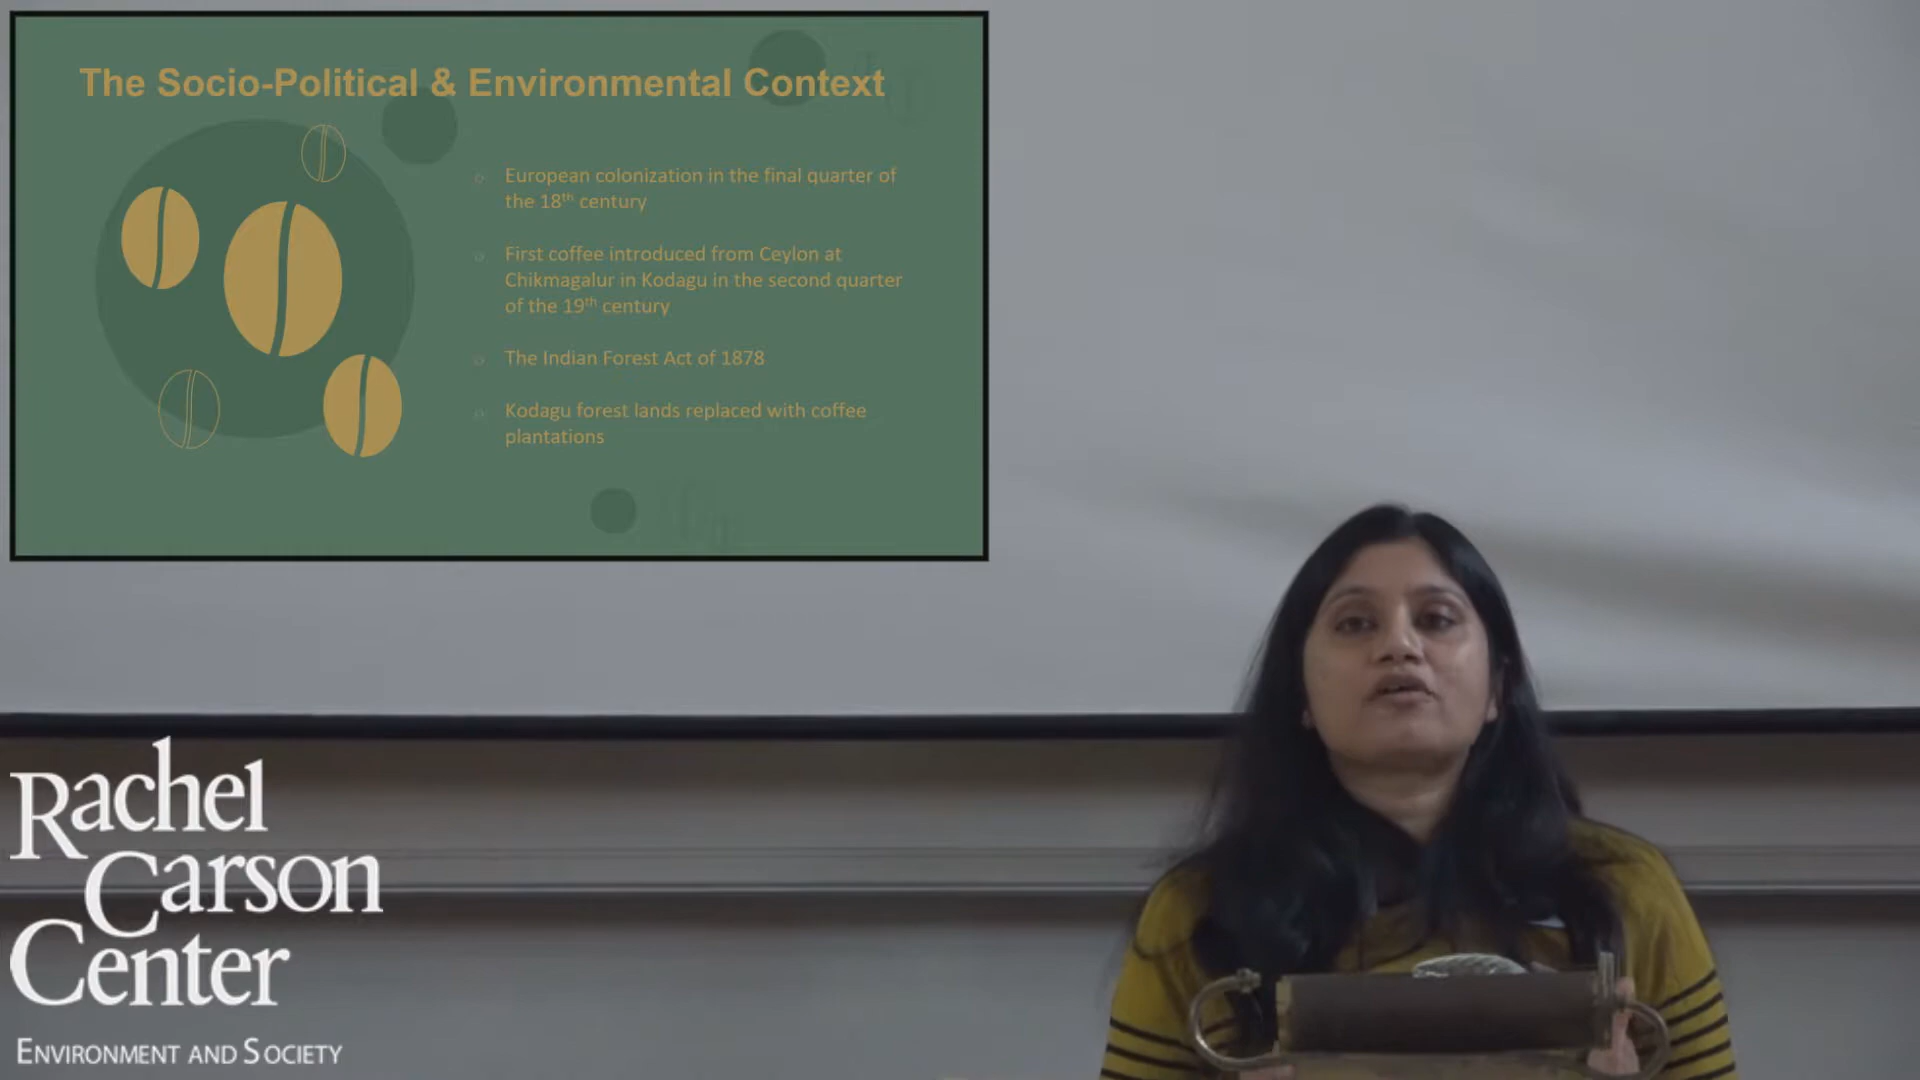 The Socio-Political & Environmental Context
European colonization in the final quarter of
the 18th century
First coffee introduced from Ceylon at
Chikmagalur in Kodagu in the second quarter
of the 19th century
The Indian Forest Act of 1878
Kodagu forest lands replaced with coffee
plantations
Rachel
Carson
Center
ENVIRONMENT AND SOCIETY